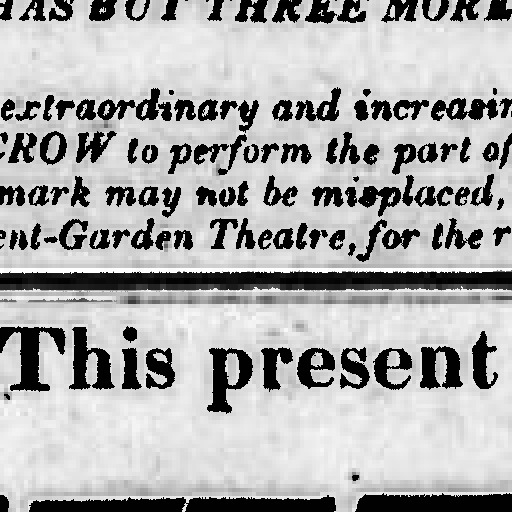 HAS BUT THREE MORE
extraordinary and increasin
CROW to perform the part of
mark may not be misplaced,
ent-Garden Theatre, for the r
This present